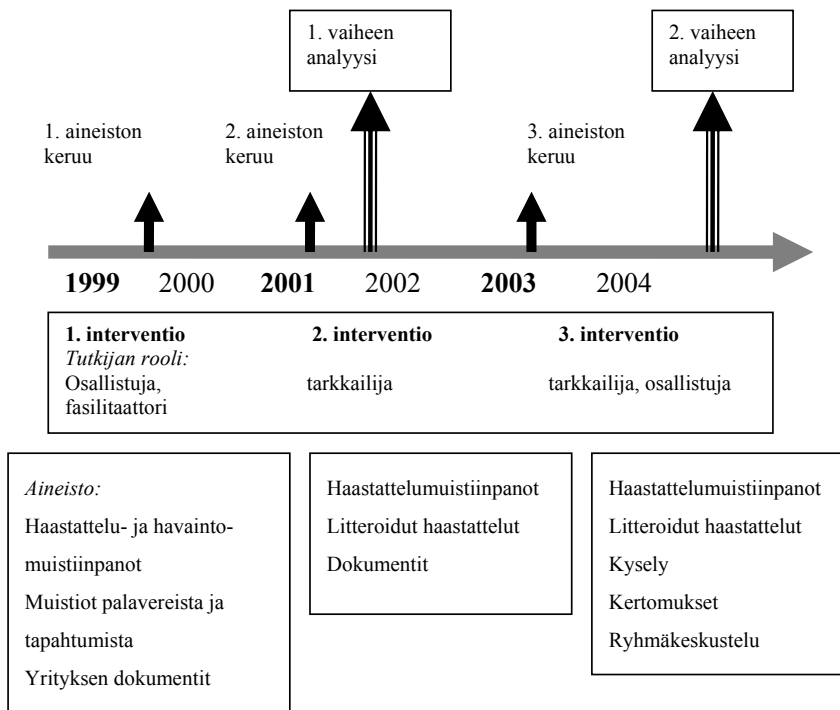 1. vaiheen
analyysi
2. vaiheen
analyysi
1. aineiston
keruu
2. aineiston
keruu
3. aineiston
keruu
1999 2000 2001 2002 2003 2004
1. interventio
Tutkijan rooli:
Osallistuja,
fasilitaattori
2. interventio
tarkkailija
3. interventio
tarkkailija, osallistuja
Aineisto:
Haastattelu- ja havainto-
muistiinpanot
Muistiot palavereista ja
tapahtumista
Yrityksen dokumentit
Haastattelumuistiinpanot
Litteroidut haastattelut
Dokumentit
Haastattelumuistiinpanot
Litteroidut haastattelut
Kysely
Kertomukset
Ryhmäkeskustelu